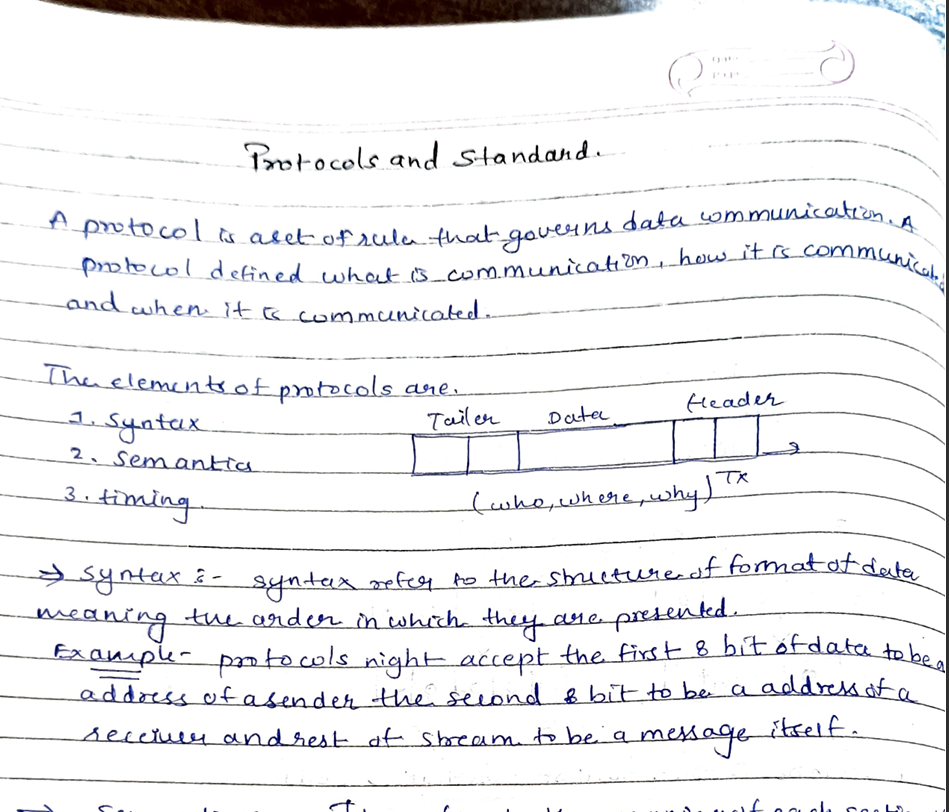 Protocols and Standard.
A protocol is a set of rules that governs data communication. A
protocol defined what is communication, how it is communicated
and when it is communicated.
The elements of protocols are.
1. Syntax
2. Semantics
3. timing.
Tailer Data Header
(who, where, why) Tx
→ Syntax :- syntax refers to the structure of format of data
meaning the order in which they are presented.
Example- protocols night accept the first 8 bit of data to be a
address of a sender the second 8 bit to be a address of a
receiver and rest of stream to be a message itself.